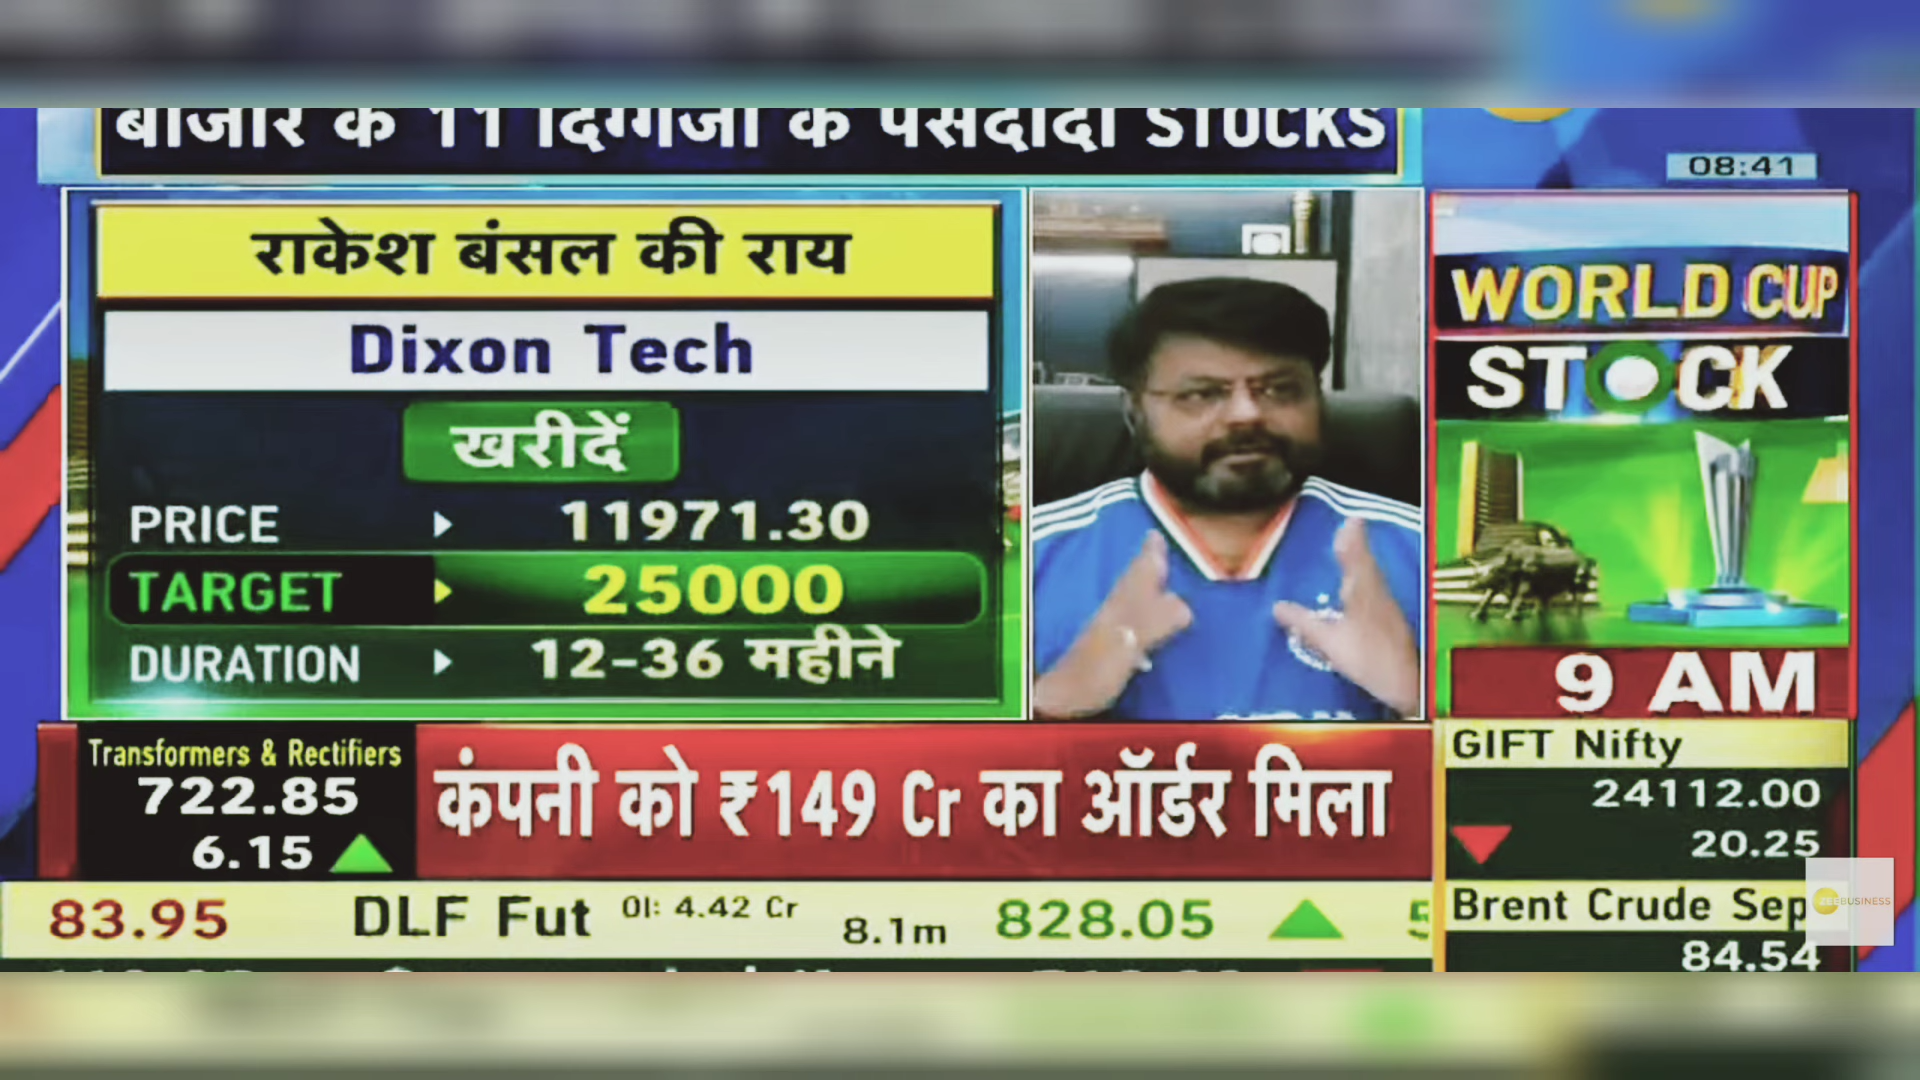 बाजार के 11 दिग्गजों के पसंदीदा STOCKS
08:41
राकेश बंसल की राय
Dixon Tech
खरीदें
PRICE 11971.30
TARGET 25000
DURATION 12-36 महीने
WORLD CUP
STOCK
9 AM
Transformers & Rectifiers
722.85
6.15
कंपनी को ₹149 Cr का ऑर्डर मिला
GIFT Nifty
24112.00
20.25
Brent Crude Sep
84.54
83.95 DLF Fut OI: 4.42 Cr 8.1m 828.05 5
ZEEBUSINESS